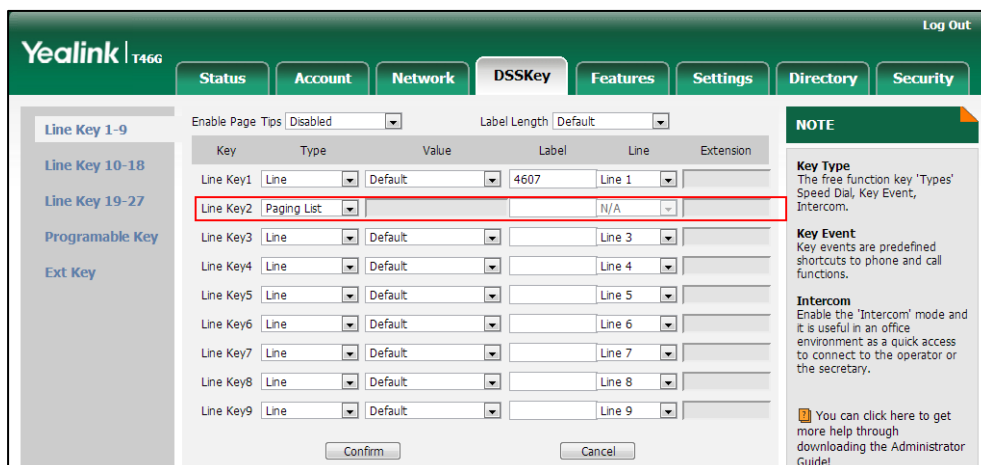 Log Out
Yealink T46G
Status Account Network DSSKey Features Settings Directory Security
Line Key 1-9
Line Key 10-18
Line Key 19-27
Programable Key
Ext Key
Enable Page Tips Disabled Label Length Default
Key Type Value Label Line Extension
Line Key1 Line Default 4607 Line 1
Line Key2 Paging List N/A
Line Key3 Line Default Line 3
Line Key4 Line Default Line 4
Line Key5 Line Default Line 5
Line Key6 Line Default Line 6
Line Key7 Line Default Line 7
Line Key8 Line Default Line 8
Line Key9 Line Default Line 9
Confirm Cancel
NOTE
Key Type
The free function key 'Types'
Speed Dial, Key Event,
Intercom.
Key Event
Key events are predefined
shortcuts to phone and call
functions.
Intercom
Enable the 'Intercom' mode and
it is useful in an office
environment as a quick access
to connect to the operator or
the secretary.
You can click here to get
more help through
downloading the Administrator
Guide!